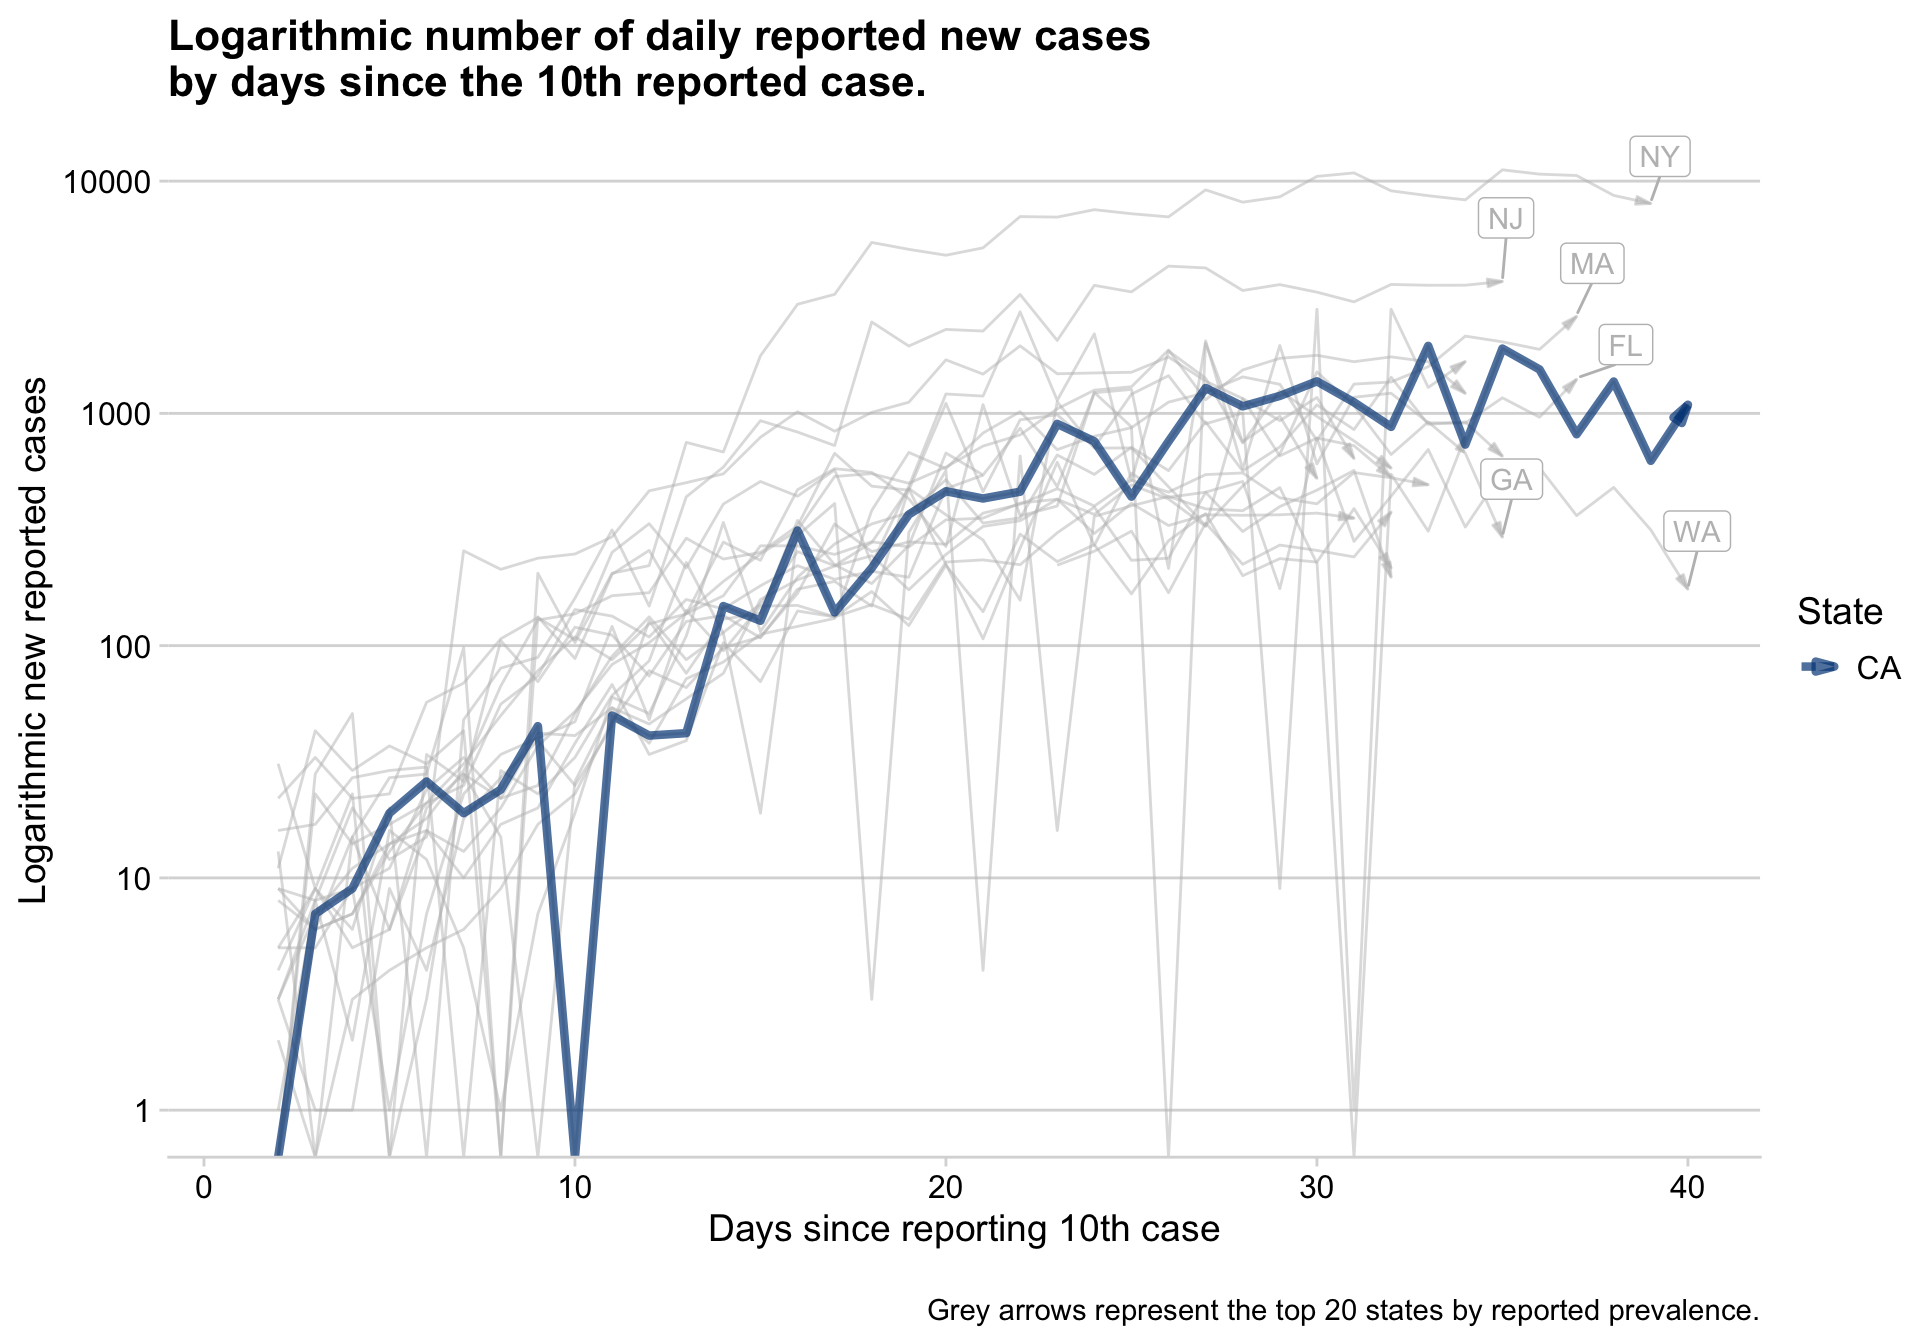 Logarithmic number of daily reported new cases
by days since the 10th reported case.
Logarithmic new reported cases
10000
1000
100
10
1
NY
NJ
MA
FL
GA
WA
State
CA
0
10
20
30
40
Days since reporting 10th case
Grey arrows represent the top 20 states by reported prevalence.